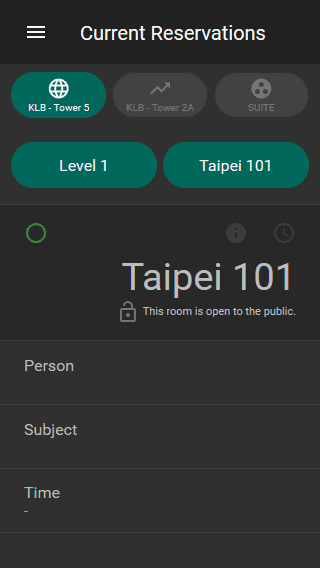 Current Reservations
KLB - Tower 5
KLB - Tower 2A
SUITE
Level 1
Taipei 101
Taipei 101
This room is open to the public.
Person
Subject
Time
-